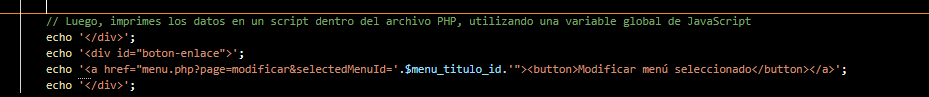 // Luego, imprimes los datos en un script dentro del archivo PHP, utilizando una variable global de JavaScript
echo '</div>';
echo '<div id="boton-enlace">';
echo '<a href="menu.php?page=modificar&selectedMenuId='.$menu_titulo_id.'"><button>Modificar menú seleccionado</button></a>';
echo '</div>';